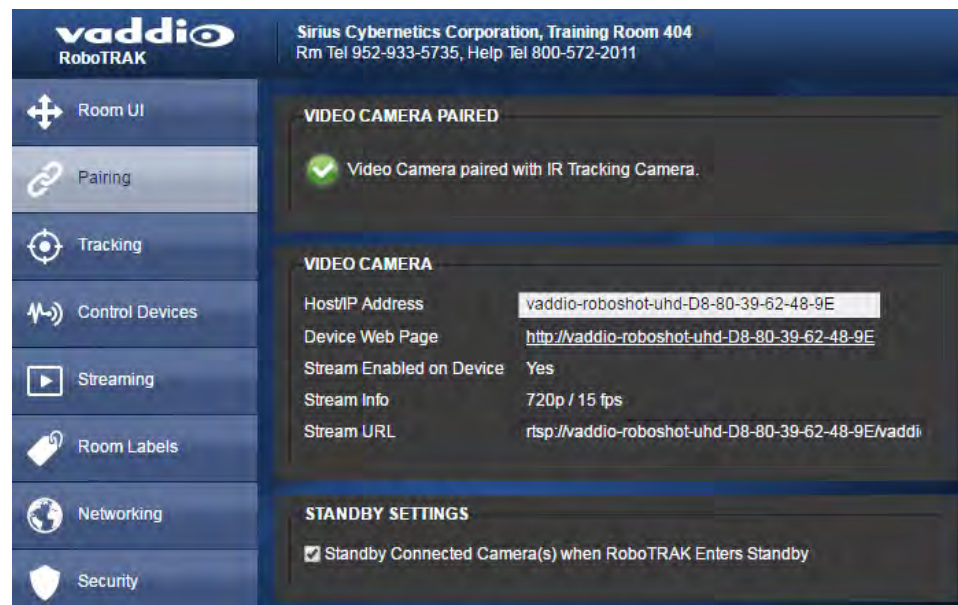 vaddio
RoboTRAK
Sirius Cybernetics Corporation, Training Room 404
Rm Tel 952-933-5735, Help Tel 800-572-2011
Room UI
Pairing
Tracking
Control Devices
Streaming
Room Labels
Networking
Security
VIDEO CAMERA PAIRED
Video Camera paired with IR Tracking Camera.
VIDEO CAMERA
Host/IP Address vaddio-roboshot-uhd-D8-80-39-62-48-9E
Device Web Page http://vaddio-roboshot-uhd-D8-80-39-62-48-9E
Stream Enabled on Device Yes
Stream Info 720p / 15 fps
Stream URL rtsp://vaddio-roboshot-uhd-D8-80-39-62-48-9E/vaddi
STANDBY SETTINGS
Standby Connected Camera(s) when RoboTRAK Enters Standby